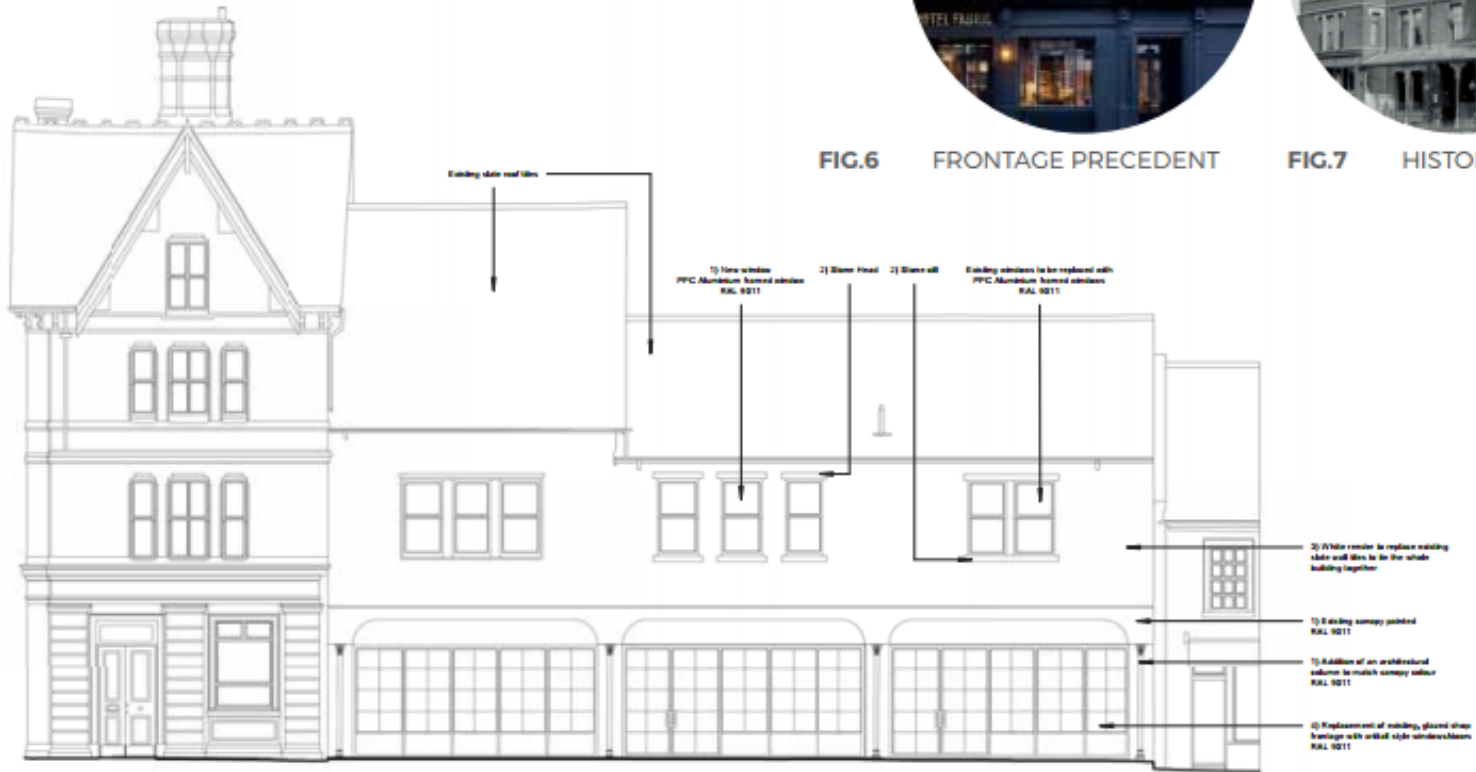 HOTEL FABRIC
FIG.6 FRONTAGE PRECEDENT
FIG.7 HISTO
Existing slate roof tiles
1) New window
PPC Aluminium framed window
RAL 9011
2) Stone Head
2) Stone sill
Existing windows to be replaced with
PPC Aluminium framed windows
RAL 9011
3) White render to replace existing
slate wall tiles to tie the whole
building together
1) Existing canopy painted
RAL 9011
1) Addition of an architectural
column to match canopy colour
RAL 9011
4) Replacement of existing, glazed shop
frontage with critall style windows/doors
RAL 9011